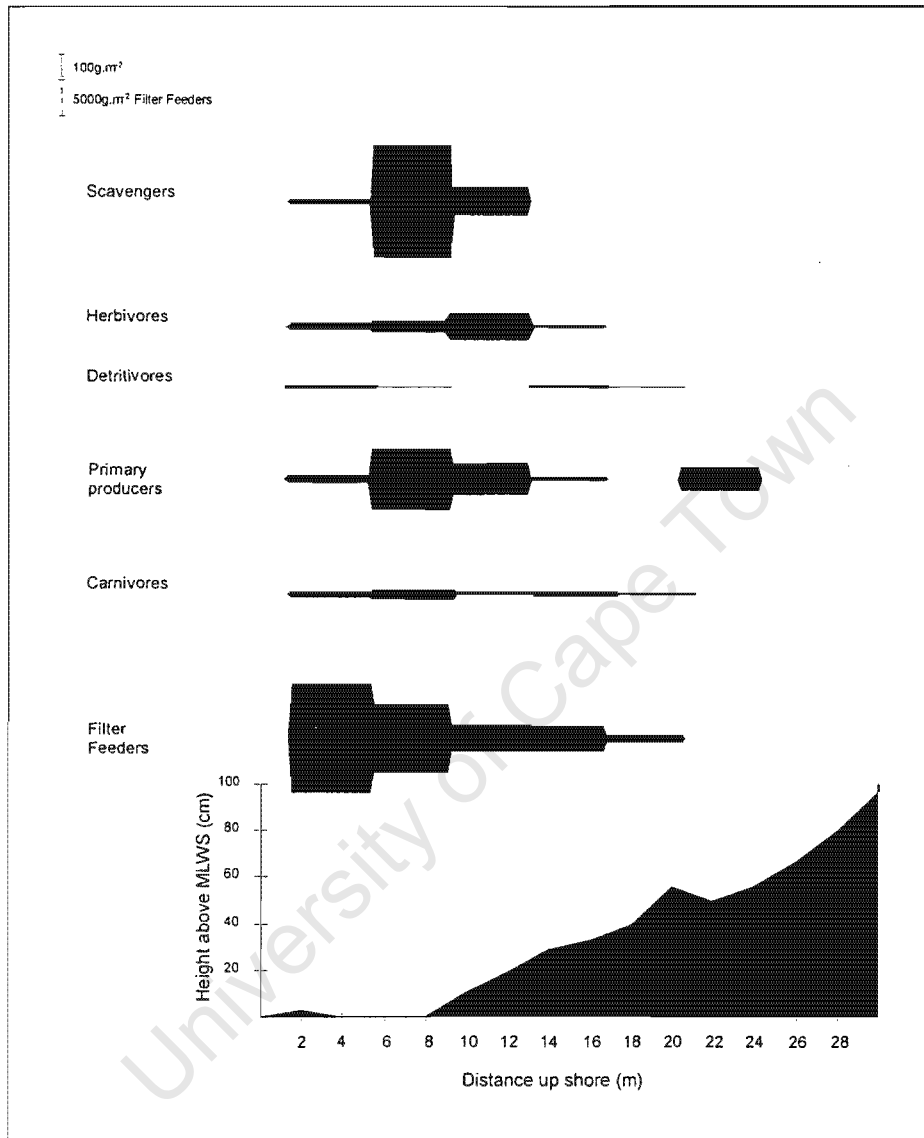 100g.m²
5000g.m² Filter Feeders
Scavengers
Herbivores
Detritivores
Primary
producers
Carnivores
Filter
Feeders
Height above MLWS (cm)
100
80
60
40
20
2 4 6 8 10 12 14 16 18 20 22 24 26 28
Distance up shore (m)
University of Cape Town